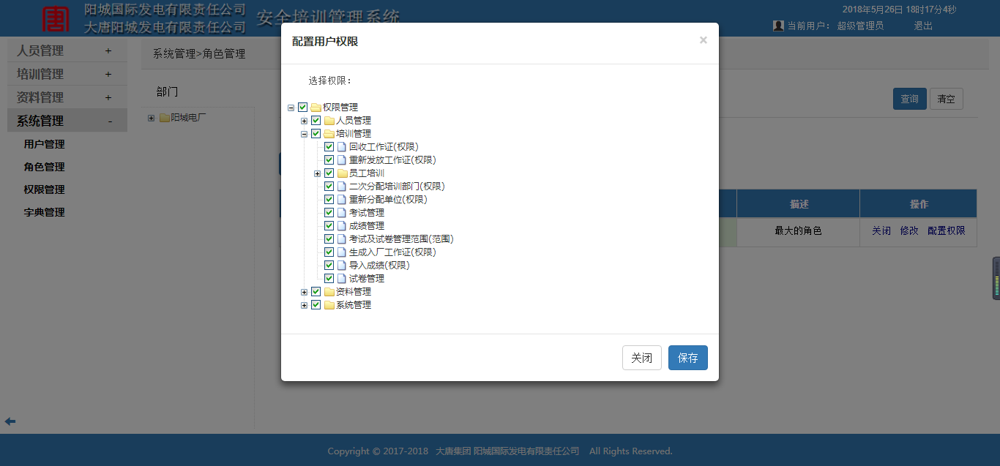 阳城国际发电有限责任公司
大唐阳城发电有限责任公司
安全培训管理系统
2018年5月26日 18时17分4秒
当前用户： 超级管理员 退出
人员管理 +
培训管理 +
资料管理 +
系统管理 -
用户管理
角色管理
权限管理
字典管理
系统管理>角色管理
部门
阳城电厂
查询 清空
描述 操作
最大的角色 关闭 修改 配置权限
配置用户权限 ×
选择权限：
权限管理
人员管理
培训管理
回收工作证(权限)
重新发放工作证(权限)
员工培训
二次分配培训部门(权限)
重新分配单位(权限)
考试管理
成绩管理
考试及试卷管理范围(范围)
生成入厂工作证(权限)
导入成绩(权限)
试卷管理
资料管理
系统管理
关闭 保存
Copyright © 2017-2018 大唐集团 阳城国际发电有限责任公司 All Rights Reserved.